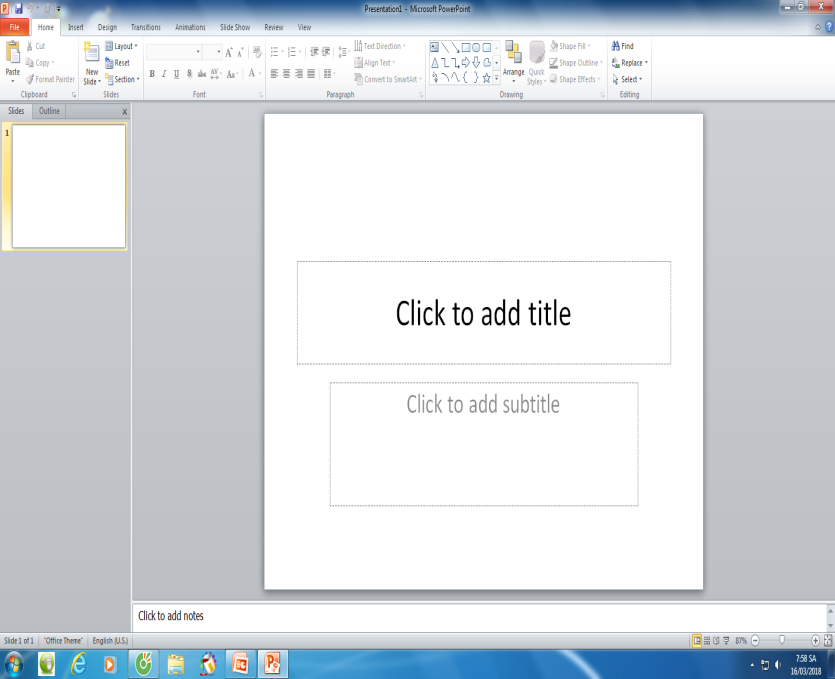 Presentation1 - Microsoft PowerPoint
File Home Insert Design Transitions Animations Slide Show Review View
Paste
Cut
Copy
Format Painter
Clipboard
New Slide
Layout
Reset
Section
Slides
B I U S abc AV Aa A
Font
Text Direction
Align Text
Convert to SmartArt
Paragraph
Arrange
Quick Styles
Shape Fill
Shape Outline
Shape Effects
Drawing
Find
Replace
Select
Editing
Slides Outline X
1
Click to add title
Click to add subtitle
Click to add notes
Slide 1 of 1 "Office Theme" English (U.S.) 87%
7:58 SA
16/03/2018